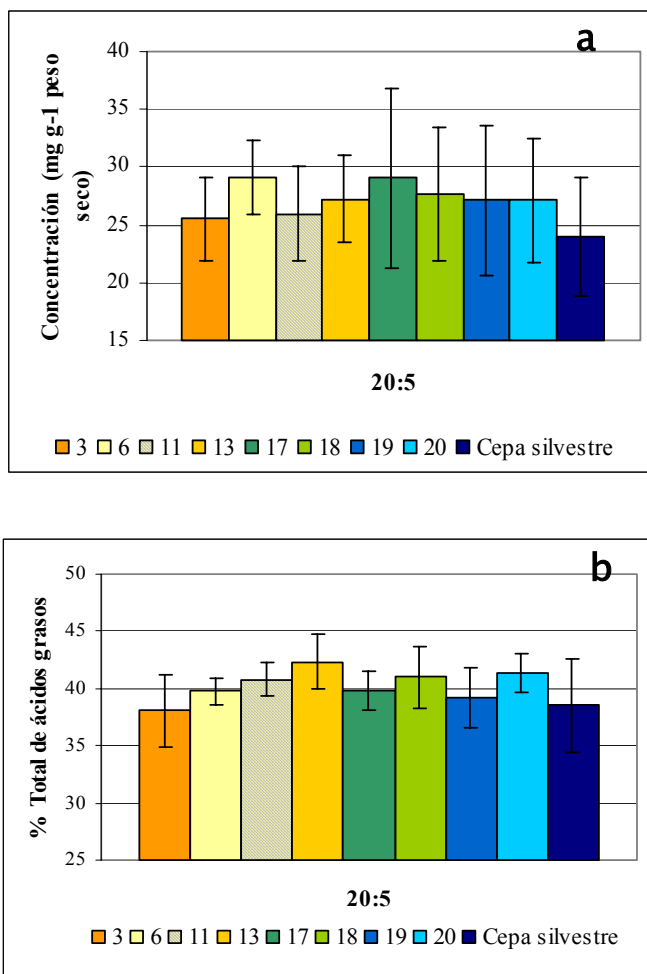 a
Concentración (mg g-1 peso
seco)
40
35
30
25
20
15
20:5
3 6 11 13 17 18 19 20 Cepa silvestre
b
% Total de ácidos grasos
50
45
40
35
30
25
20:5
3 6 11 13 17 18 19 20 Cepa silvestre